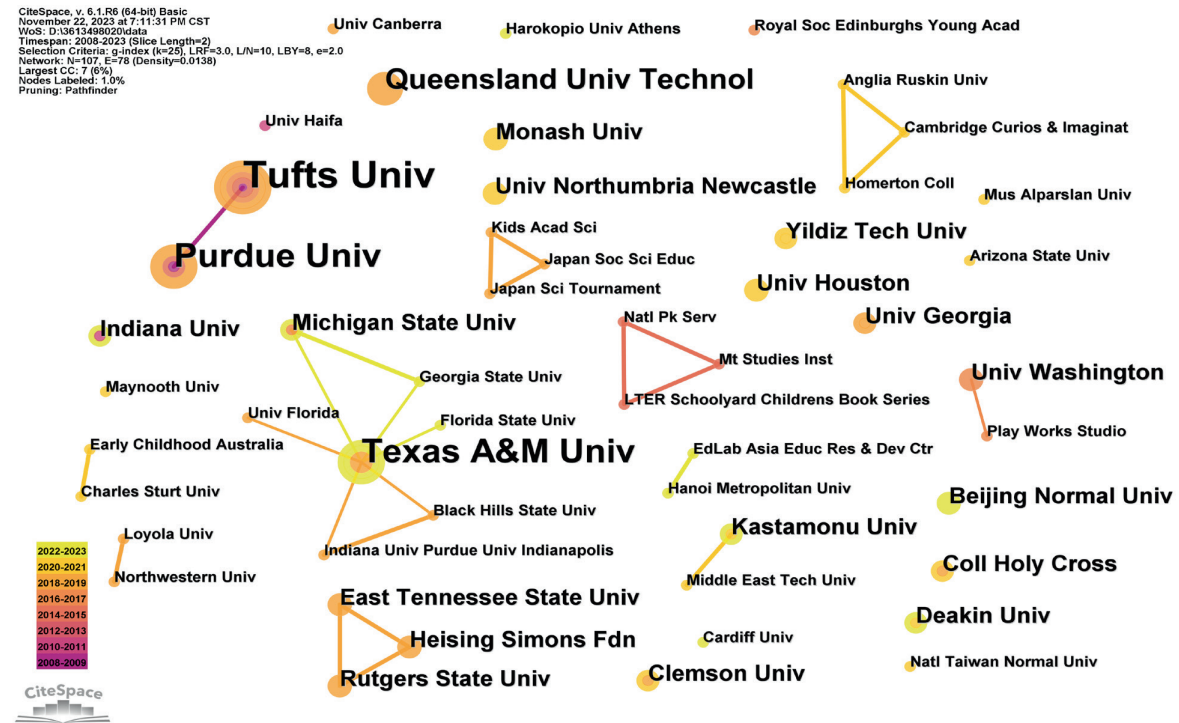 CiteSpace, v. 6.1.R6 (64-bit) Basic
November 22, 2023 at 7:11:31 PM CST
WoS: D:\3613498020\data
Timespan: 2008-2023 (Slice Length=2)
Selection Criteria: g-index (k=25), LRF=3.0, L/N=10, LBY=8, e=2.0
Network: N=107, E=78 (Density=0.0138)
Largest CC: 7 (6%)
Nodes Labeled: 1.0%
Pruning: Pathfinder
Univ Canberra
Harokopio Univ Athens
Royal Soc Edinburghs Young Acad
Queensland Univ Technol
Anglia Ruskin Univ
Univ Haifa
Monash Univ
Cambridge Curios & Imaginat
Tufts Univ
Univ Northumbria Newcastle
Homerton Coll
Mus Alparslan Univ
Kids Acad Sci
Yildiz Tech Univ
Purdue Univ
Japan Soc Sci Educ
Arizona State Univ
Japan Sci Tournament
Univ Houston
Indiana Univ
Michigan State Univ
Natl Pk Serv
Univ Georgia
Mt Studies Inst
Georgia State Univ
Univ Washington
Maynooth Univ
LTER Schoolyard Childrens Book Series
Univ Florida
Florida State Univ
Play Works Studio
Early Childhood Australia
Texas A&M Univ
EdLab Asia Educ Res & Dev Ctr
Charles Sturt Univ
Hanoi Metropolitan Univ
Beijing Normal Univ
Black Hills State Univ
Kastamonu Univ
Loyola Univ
Indiana Univ Purdue Univ Indianapolis
Coll Holy Cross
Northwestern Univ
Middle East Tech Univ
East Tennessee State Univ
Deakin Univ
Heising Simons Fdn
Cardiff Univ
Rutgers State Univ
Clemson Univ
Natl Taiwan Normal Univ
2022-2023
2020-2021
2018-2019
2016-2017
2014-2015
2012-2013
2010-2011
2008-2009
CiteSpace